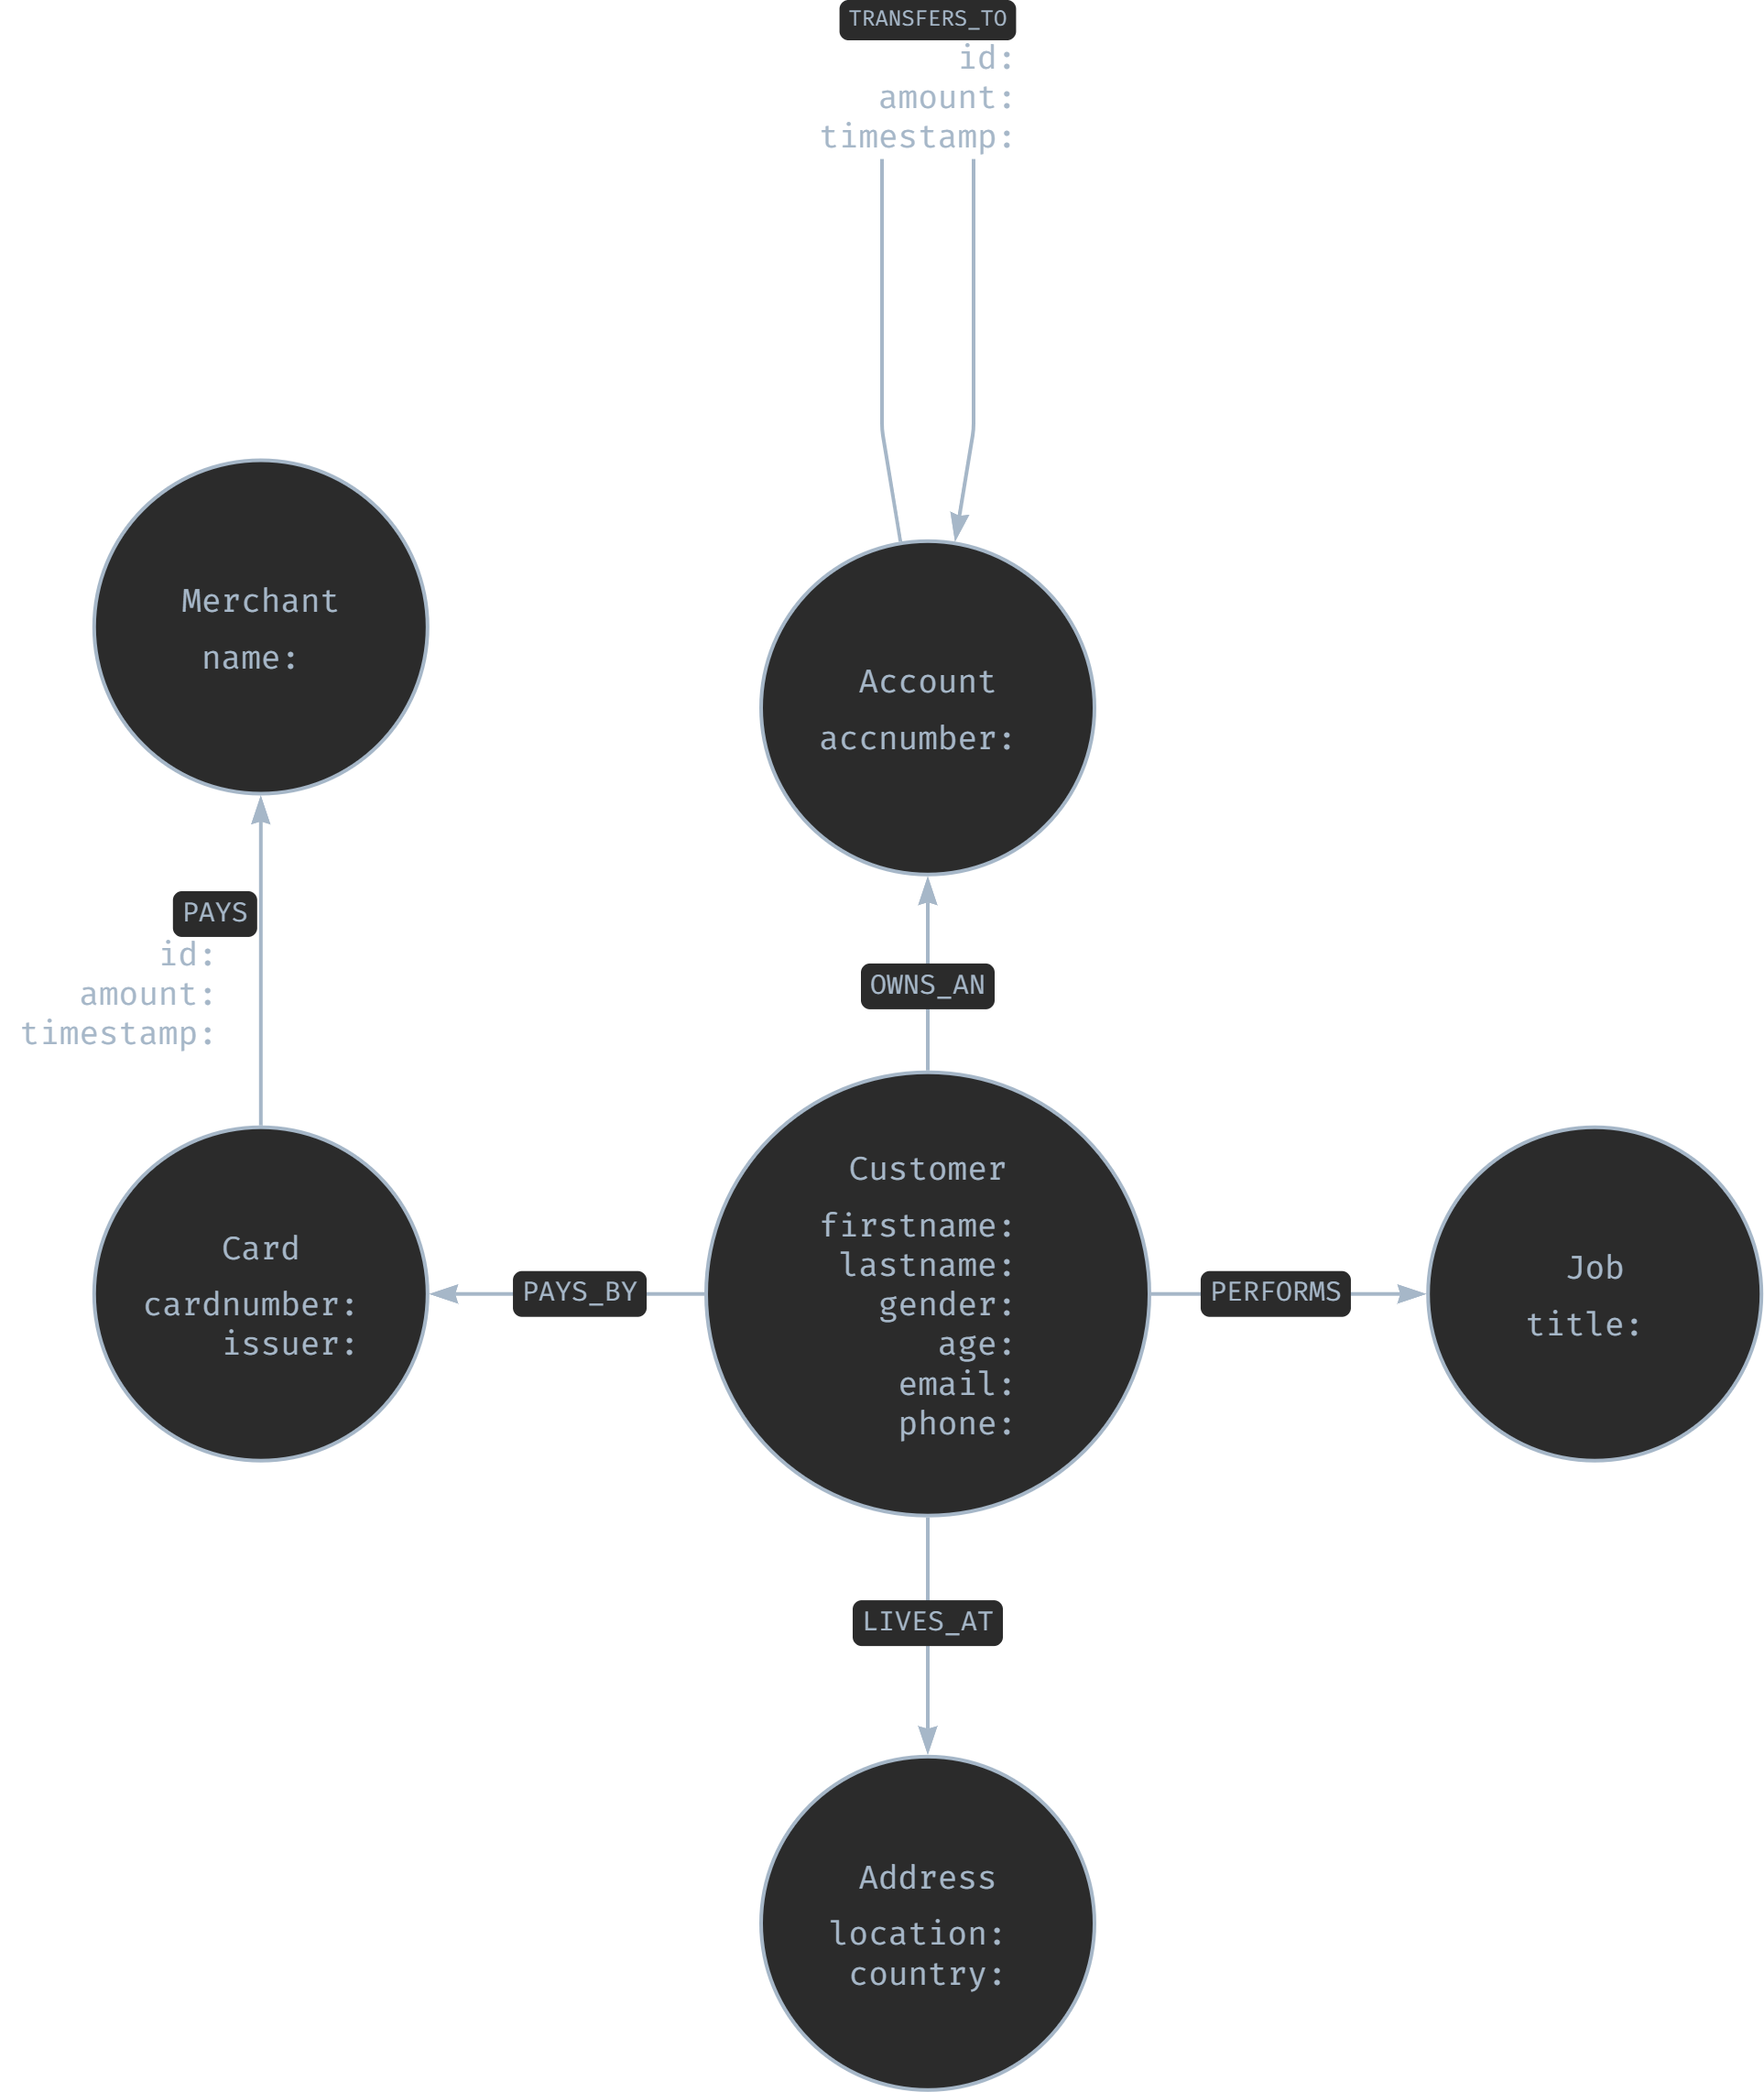 TRANSFERS_TO
id:
amount:
timestamp:
Merchant
name:
Account
accnumber:
PAYS
id:
amount:
timestamp:
OWNS_AN
Customer
firstname:
lastname:
gender:
age:
email:
phone:
Card
cardnumber:
issuer:
PAYS_BY
PERFORMS
Job
title:
LIVES_AT
Address
location:
country: